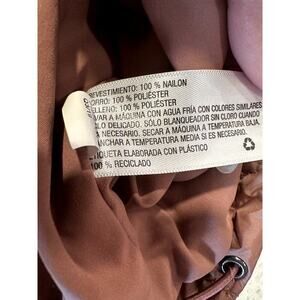 REVESTIMIENTO: 100 % NAILON
FORRO: 100 % POLIÉSTER
RELLENO: 100 % POLIÉSTER
LAVAR A MÁQUINA CON AGUA FRÍA CON COLORES SIMILARES
CICLO DELICADO. SÓLO BLANQUEADOR SIN CLORO CUANDO
NECESARIO. SECAR A MÁQUINA A TEMPERATURA BAJA.
PLANCHAR A TEMPERATURA MEDIA SI ES NECESARIO.
ETIQUETA ELABORADA CON PLÁSTICO
100 % RECICLADO